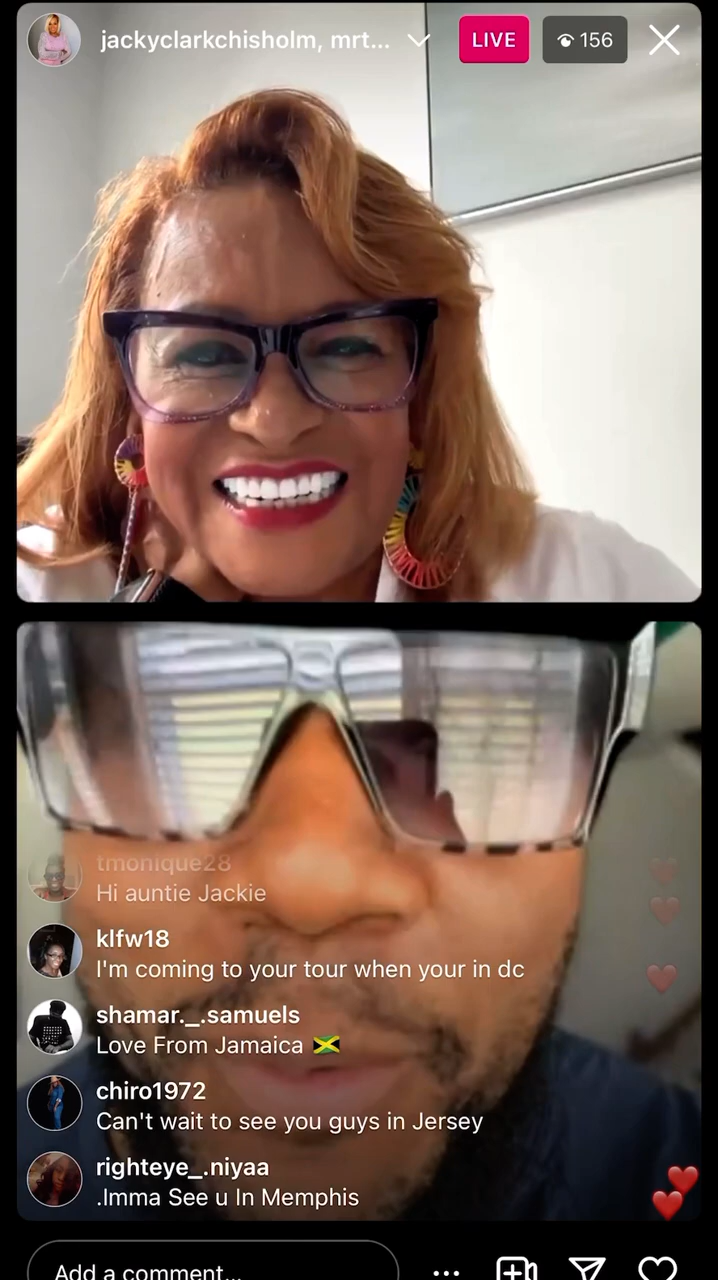 jackyclarkchisholm, mrt...
LIVE
156
tmonique28
Hi auntie Jackie
klfw18
I'm coming to your tour when your in dc
shamar._.samuels
Love From Jamaica 🇯🇲
chiro1972
Can't wait to see you guys in Jersey
righteye_.niyaa
.Imma See u In Memphis
Add a comment...